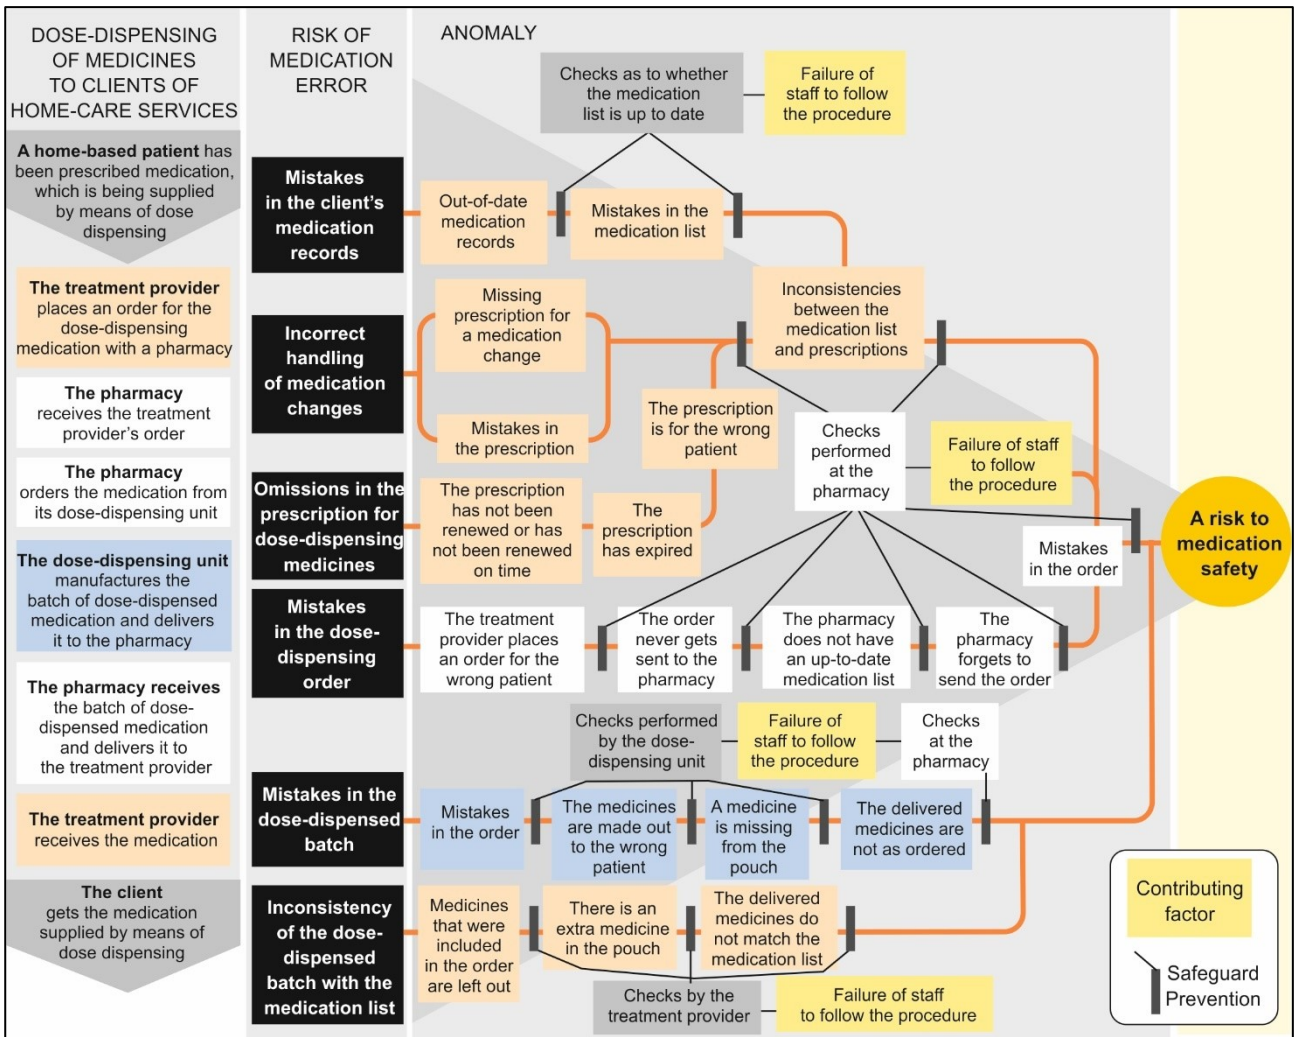 DOSE-DISPENSING
OF MEDICINES
TO CLIENTS OF
HOME-CARE SERVICES
A home-based patient has
been prescribed medication,
which is being supplied
by means of dose
dispensing
The treatment provider
places an order for the
dose-dispensing
medication with a pharmacy
The pharmacy
receives the treatment
provider's order
The pharmacy
orders the medication from
its dose-dispensing unit
The dose-dispensing unit
manufactures the
batch of dose-dispensed
medication and delivers
it to the pharmacy
The pharmacy receives
the batch of dose-
dispensed medication
and delivers it to
the treatment provider
The treatment provider
receives the medication
The client
gets the medication
supplied by means of
dose dispensing
RISK OF
MEDICATION
ERROR
Mistakes
in the client's
medication
records
Incorrect
handling
of medication
changes
Omissions in the
prescription for
dose-dispensing
medicines
Mistakes
in the dose-
dispensing
order
Mistakes in the
dose-dispensed
batch
Inconsistency
of the dose-
dispensed
batch with the
medication list
ANOMALY
Checks as to whether
the medication
list is up to date
Failure of
staff to follow
the procedure
Out-of-date
medication
records
Mistakes in the
medication list
Missing
prescription for
a medication
change
Mistakes in
the prescription
Inconsistencies
between the
medication list
and prescriptions
The prescription
is for the wrong
patient
Checks
performed
at the
pharmacy
Failure of staff
to follow
the procedure
The prescription
has not been
renewed or has
not been renewed
on time
The
prescription
has expired
Mistakes
in the order
A risk to
medication
safety
The treatment
provider places
an order for the
wrong patient
The order
never gets
sent to the
pharmacy
The pharmacy
does not have
an up-to-date
medication list
The
pharmacy
forgets to
send the order
Checks performed
by the dose-
dispensing unit
Failure of
staff to follow
the procedure
Checks
at the
pharmacy
Mistakes
in the order
The medicines
are made out
to the wrong
patient
A medicine
is missing
from the
pouch
The delivered
medicines are
not as ordered
Medicines
that were
included
in the order
are left out
There is an
extra medicine
in the pouch
The delivered
medicines do
not match the
medication list
Checks by the
treatment provider
Failure of staff
to follow the procedure
Contributing
factor
Safeguard
Prevention